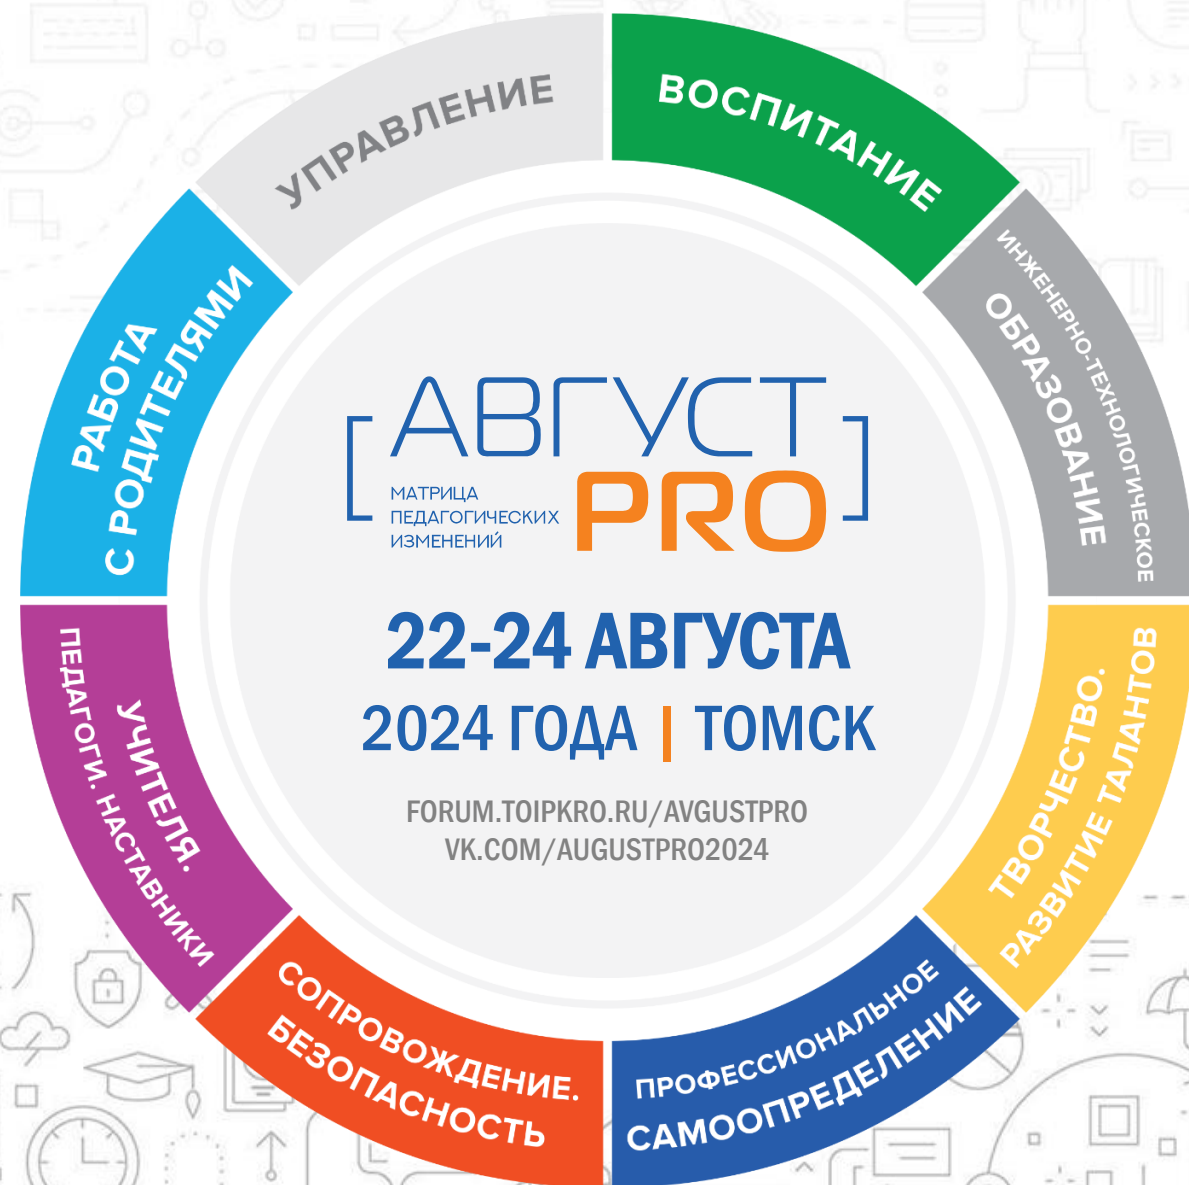 УПРАВЛЕНИЕ
ВОСПИТАНИЕ
ИНЖЕНЕРНО-ТЕХНОЛОГИЧЕСКОЕ
ОБРАЗОВАНИЕ
ТВОРЧЕСТВО.
РАЗВИТИЕ ТАЛАНТОВ
ПРОФЕССИОНАЛЬНОЕ
САМООПРЕДЕЛЕНИЕ
СОПРОВОЖДЕНИЕ.
БЕЗОПАСНОСТЬ
УЧИТЕЛЯ.
ПЕДАГОГИ. НАСТАВНИКИ
РАБОТА
С РОДИТЕЛЯМИ
[АВГУСТ]
МАТРИЦА
ПЕДАГОГИЧЕСКИХ
ИЗМЕНЕНИЙ
PRO
22-24 АВГУСТА
2024 ГОДА | ТОМСК
FORUM.TOIPKRO.RU/AVGUSTPRO
VK.COM/AUGUSTPRO2024